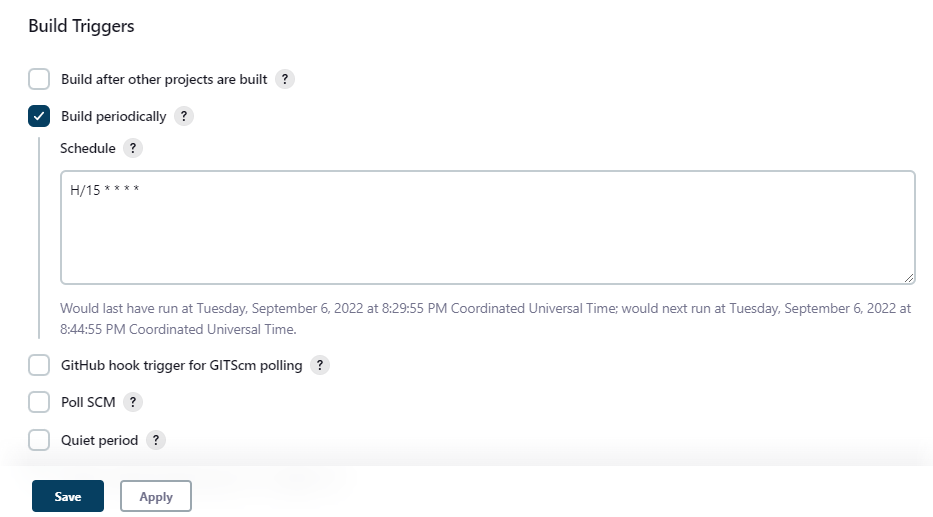 Build Triggers
Build after other projects are built ?
Build periodically ?
Schedule ?
H/15 * * * *
Would last have run at Tuesday, September 6, 2022 at 8:29:55 PM Coordinated Universal Time; would next run at Tuesday, September 6, 2022 at
8:44:55 PM Coordinated Universal Time.
GitHub hook trigger for GITScm polling ?
Poll SCM ?
Quiet period ?
Save Apply